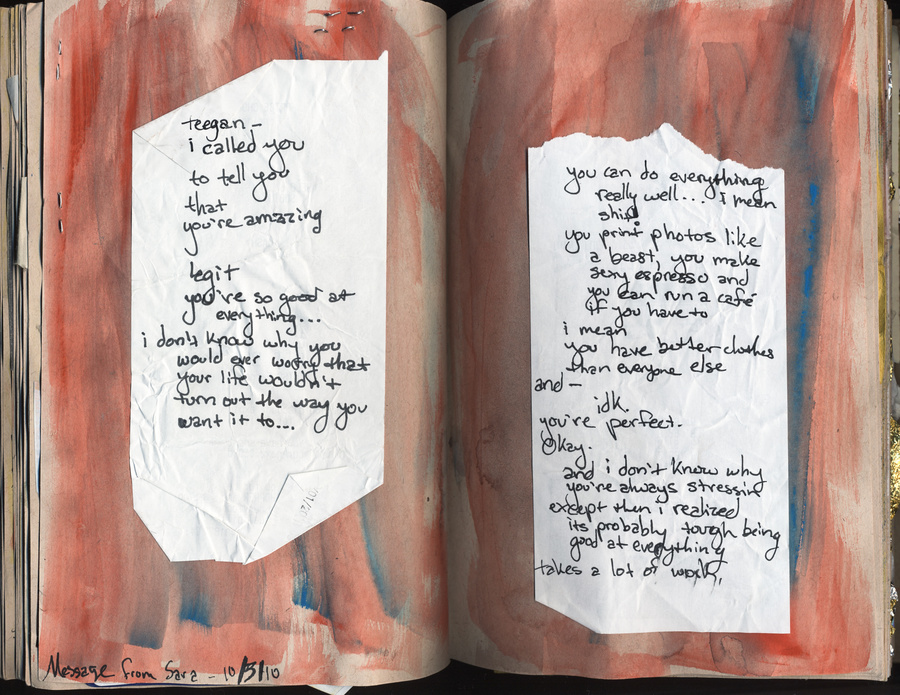 teegan –
i called you
to tell you
that
you're amazing
legit
you're so good at
everything...
i don't know why you
would ever worry that
your life wouldn't
turn out the way you
want it to...
Message from Sara – 10/3/10
you can do everything
really well... i mean
shit
you print photos like
a beast, you make
sexy espresso and
you can run a café
if you have to
i mean
you have better clothes
than everyone else
and –
idk.
you're perfect.
Okay.
and i don't know why
you're always stressin
except then i realized
its probably tough being
good at everything
takes a lot of work,